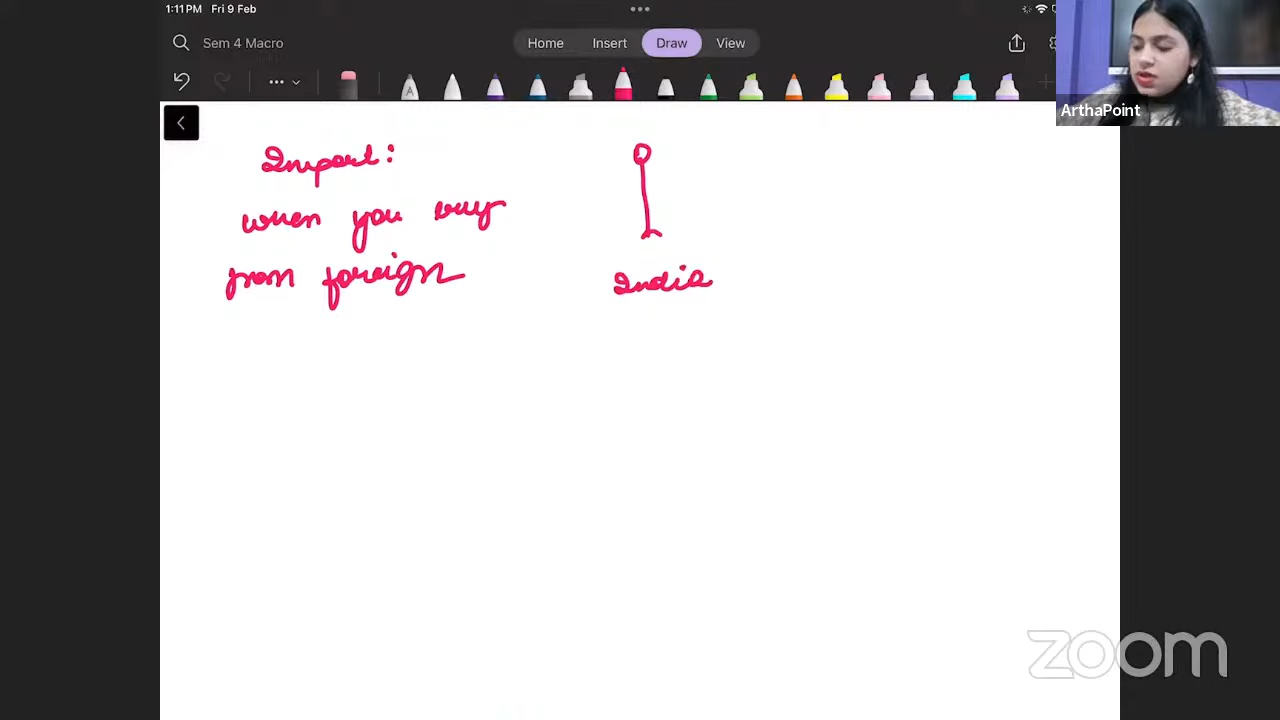 1:11 PM Fri 9 Feb
Sem 4 Macro
Home Insert Draw View
A
ArthaPoint
Import:
when you buy
from foreign
India
zoom